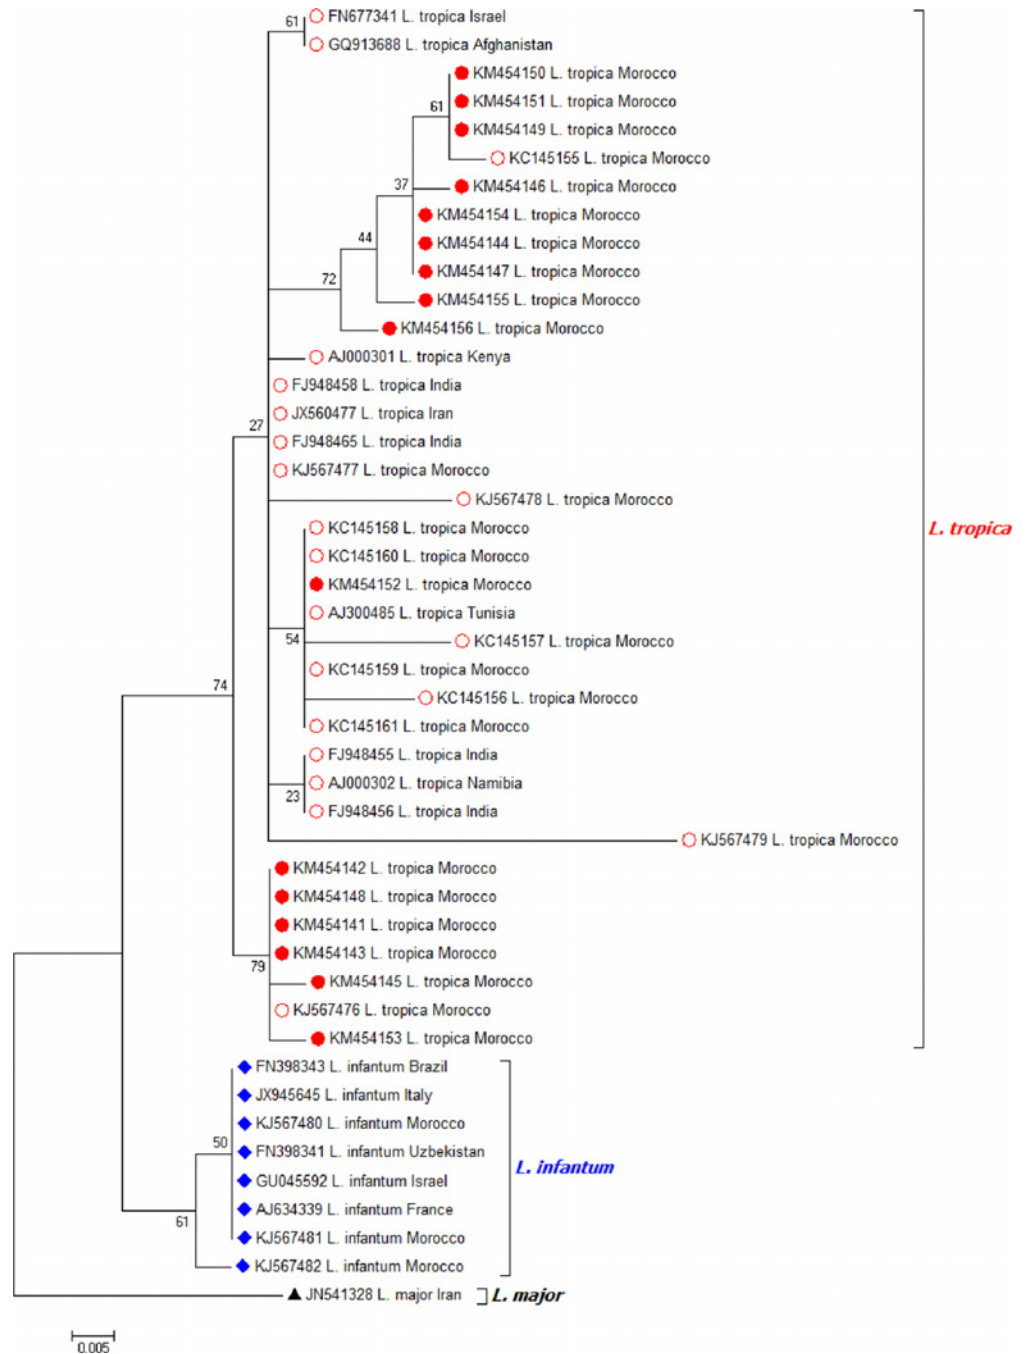 61
FN677341 L. tropica Israel
GQ913688 L. tropica Afghanistan
KM454150 L. tropica Morocco
61
KM454151 L. tropica Morocco
KM454149 L. tropica Morocco
KC145155 L. tropica Morocco
37
KM454146 L. tropica Morocco
KM454154 L. tropica Morocco
44
KM454144 L. tropica Morocco
72
KM454147 L. tropica Morocco
KM454155 L. tropica Morocco
KM454156 L. tropica Morocco
AJ000301 L. tropica Kenya
FJ948458 L. tropica India
JX560477 L. tropica Iran
27
FJ948465 L. tropica India
KJ567477 L. tropica Morocco
KJ567478 L. tropica Morocco
L. tropica
KC145158 L. tropica Morocco
KC145160 L. tropica Morocco
KM454152 L. tropica Morocco
AJ300485 L. tropica Tunisia
54
KC145157 L. tropica Morocco
KC145159 L. tropica Morocco
74
KC145156 L. tropica Morocco
KC145161 L. tropica Morocco
FJ948455 L. tropica India
AJ000302 L. tropica Namibia
23
FJ948456 L. tropica India
KJ567479 L. tropica Morocco
KM454142 L. tropica Morocco
KM454148 L. tropica Morocco
KM454141 L. tropica Morocco
KM454143 L. tropica Morocco
79
KM454145 L. tropica Morocco
KJ567476 L. tropica Morocco
KM454153 L. tropica Morocco
FN398343 L. infantum Brazil
JX945645 L. infantum Italy
KJ567480 L. infantum Morocco
50
FN398341 L. infantum Uzbekistan
L. infantum
GU045592 L. infantum Israel
AJ634339 L. infantum France
61
KJ567481 L. infantum Morocco
KJ567482 L. infantum Morocco
JN541328 L. major Iran
L. major
0.005